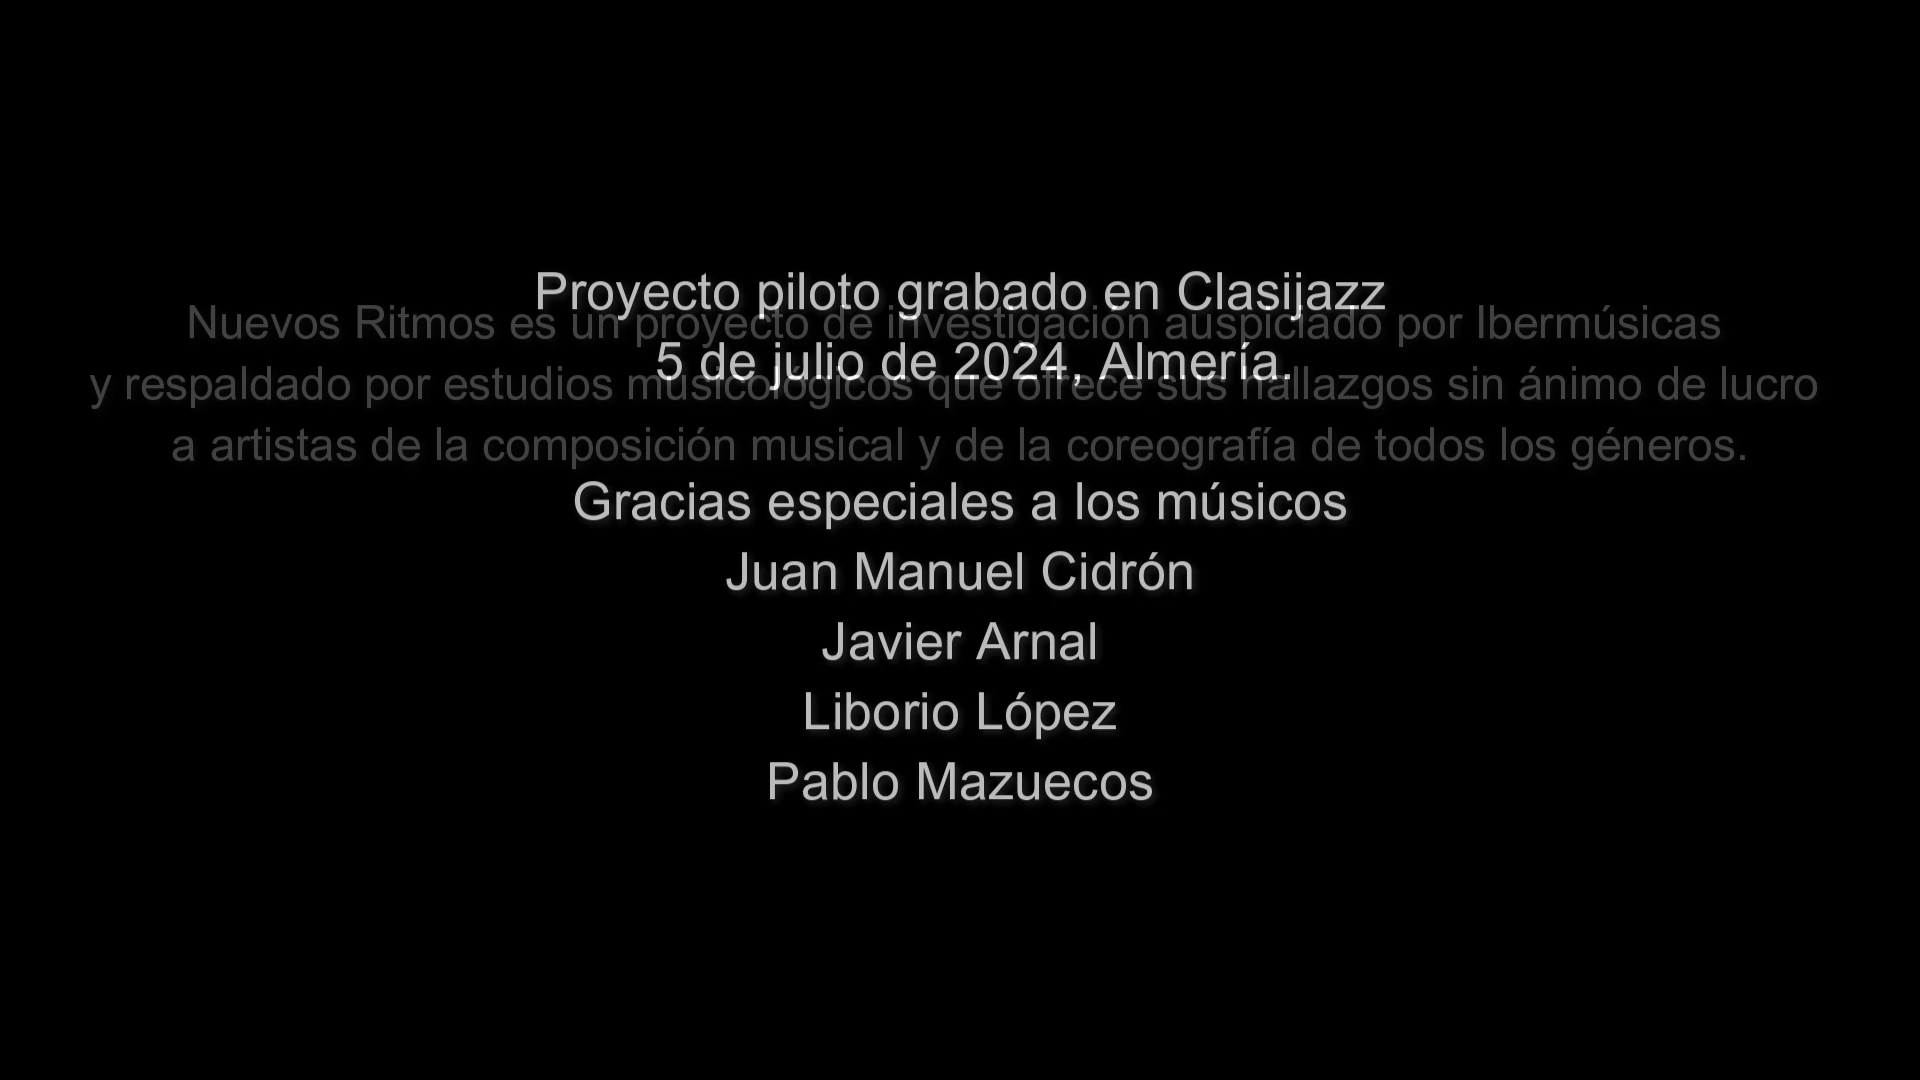 Proyecto piloto grabado en Clasijazz
Nuevos Ritmos es un proyecto de investigación auspiciado por Ibermúsicas
5 de julio de 2024, Almería.
y respaldado por estudios musicológicos que ofrece sus hallazgos sin ánimo de lucro
a artistas de la composición musical y de la coreografía de todos los géneros.
Gracias especiales a los músicos
Juan Manuel Cidrón
Javier Arnal
Liborio López
Pablo Mazuecos